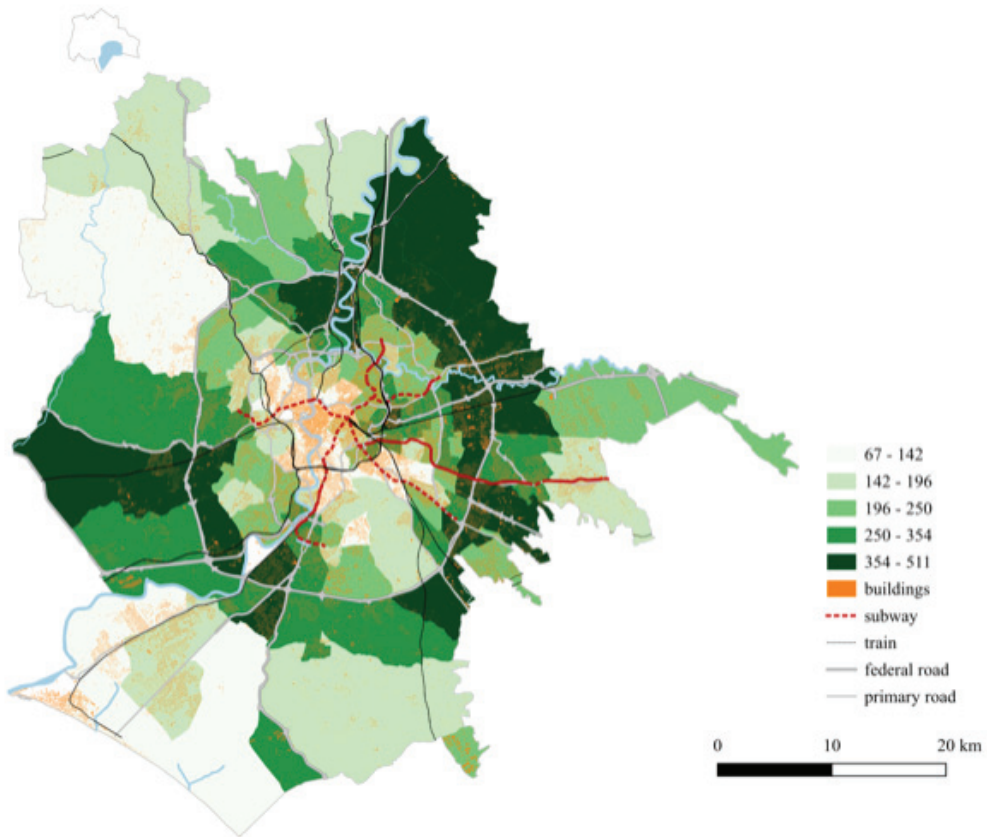 67 - 142
142 - 196
196 - 250
250 - 354
354 - 511
buildings
subway
train
federal road
primary road
0 10 20 km